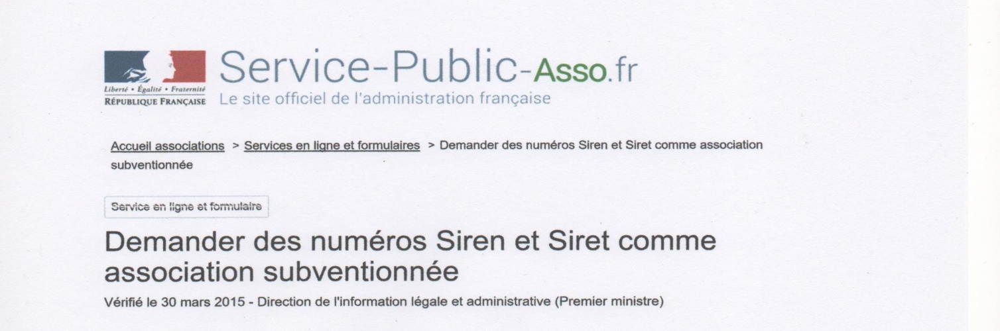 Service-Public-Asso.fr
Liberté • Égalité • Fraternité
RÉPUBLIQUE FRANÇAISE
Le site officiel de l'administration française
Accueil associations > Services en ligne et formulaires > Demander des numéros Siren et Siret comme association
subventionnée
Service en ligne et formulaire
Demander des numéros Siren et Siret comme
association subventionnée
Vérifié le 30 mars 2015 - Direction de l'information légale et administrative (Premier ministre)